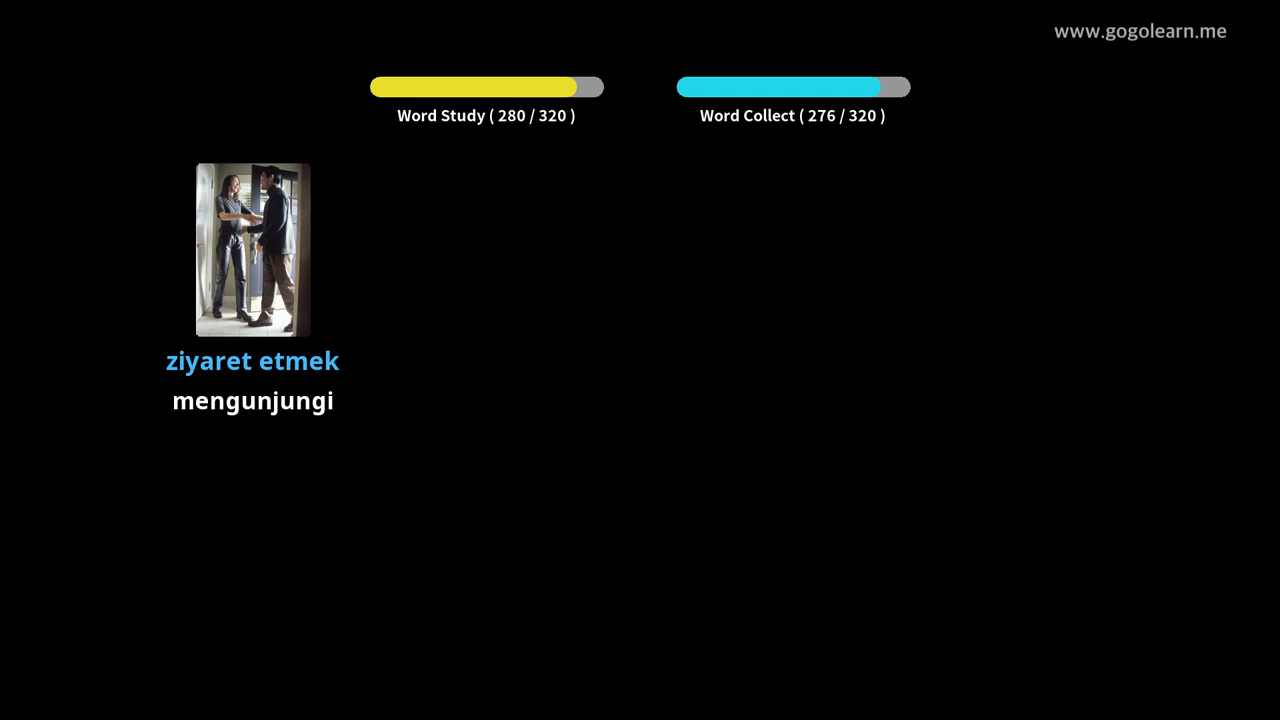 www.gogolearn.me
Word Study ( 280 / 320 )
Word Collect ( 276 / 320 )
ziyaret etmek
mengunjungi